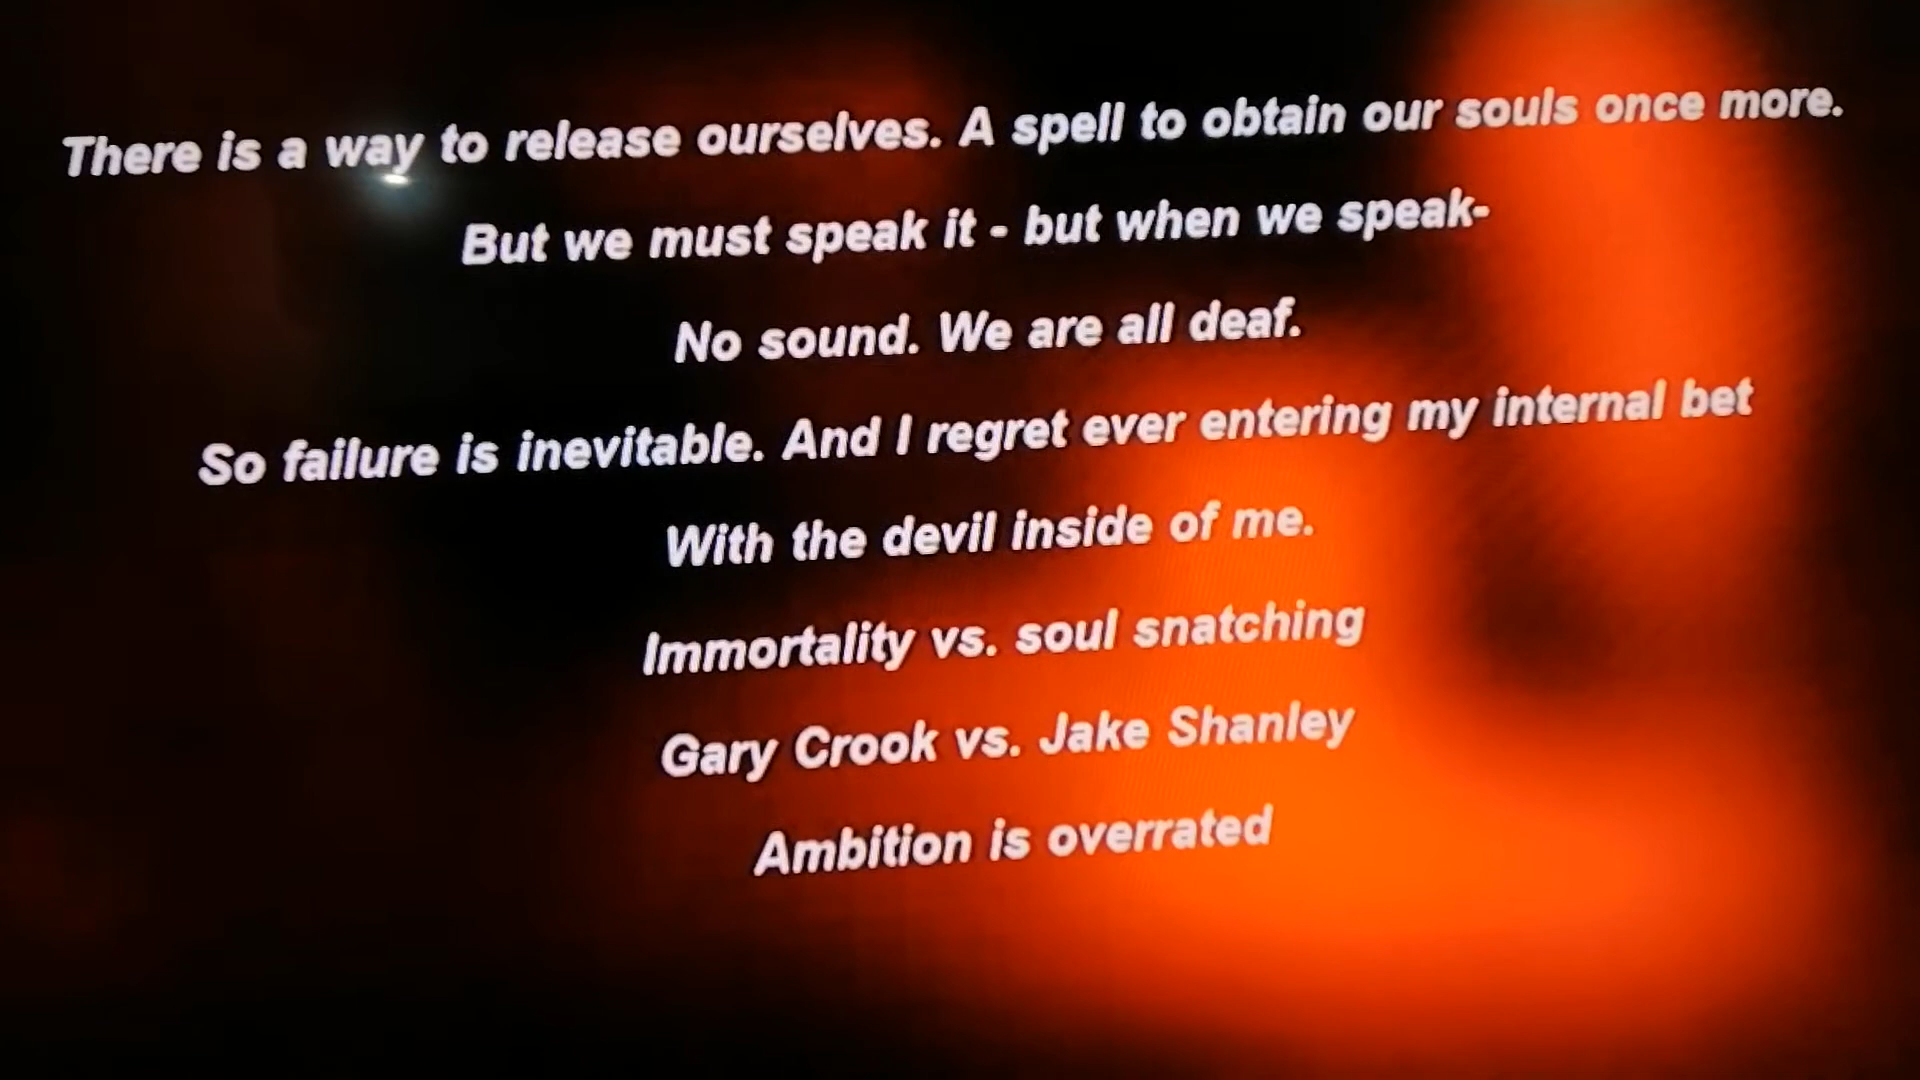 There is a way to release ourselves. A spell to obtain our souls once more.
But we must speak it - but when we speak-
No sound. We are all deaf.
So failure is inevitable. And I regret ever entering my internal bet
With the devil inside of me.
Immortality vs. soul snatching
Gary Crook vs. Jake Shanley
Ambition is overrated